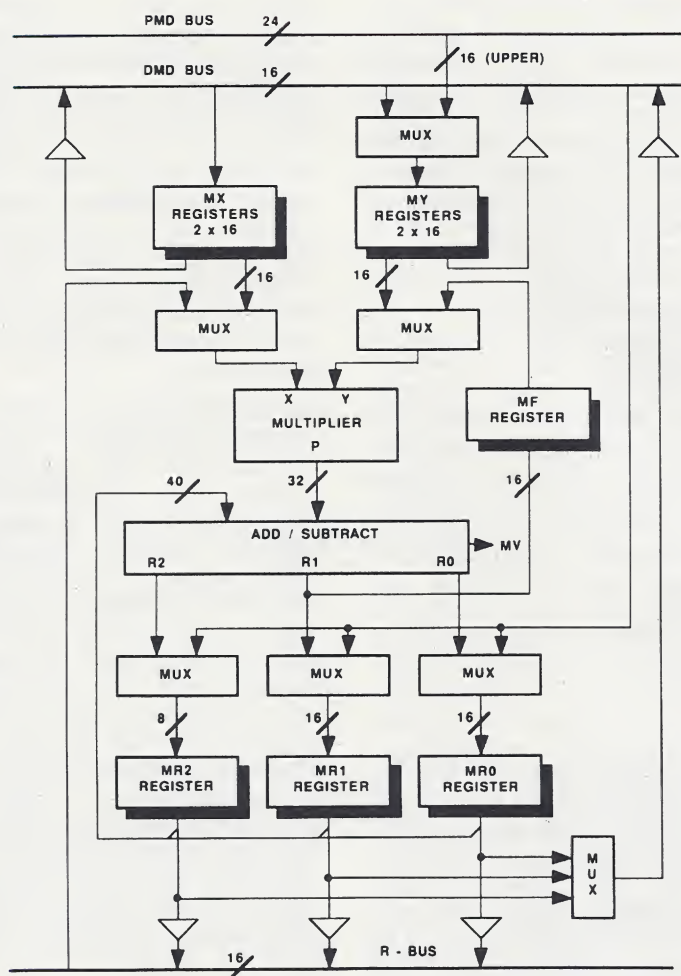 PMD BUS 24
16 (UPPER)
DMD BUS 16
MUX
MX
REGISTERS
2 x 16
MY
REGISTERS
2 x 16
16
16
MUX
MUX
X Y
MULTIPLIER
P
MF
REGISTER
40
32
16
ADD / SUBTRACT
R2 R1 R0
MV
MUX
MUX
MUX
8
16
16
MR2
REGISTER
MR1
REGISTER
MR0
REGISTER
M
U
X
R - BUS
16